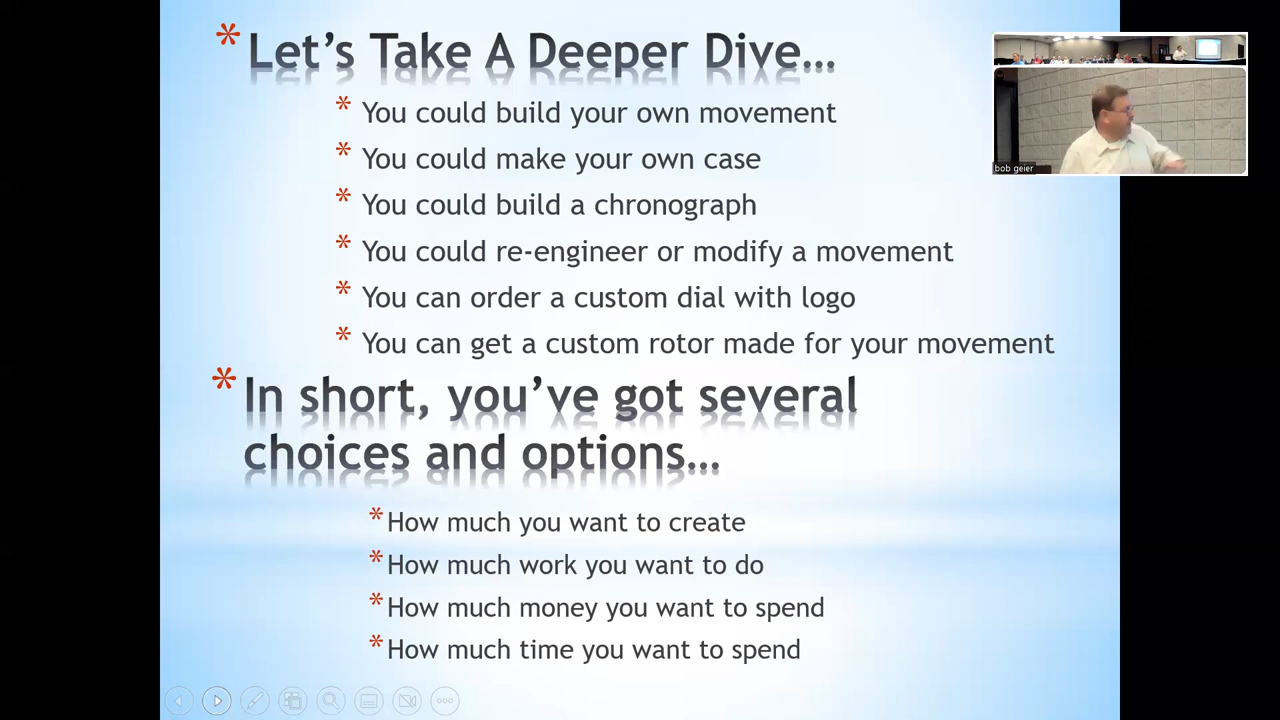 * Let's Take A Deeper Dive…
* You could build your own movement
* You could make your own case
* You could build a chronograph
* You could re-engineer or modify a movement
* You can order a custom dial with logo
* You can get a custom rotor made for your movement
* In short, you've got several
choices and options…
* How much you want to create
* How much work you want to do
* How much money you want to spend
* How much time you want to spend
bob geier